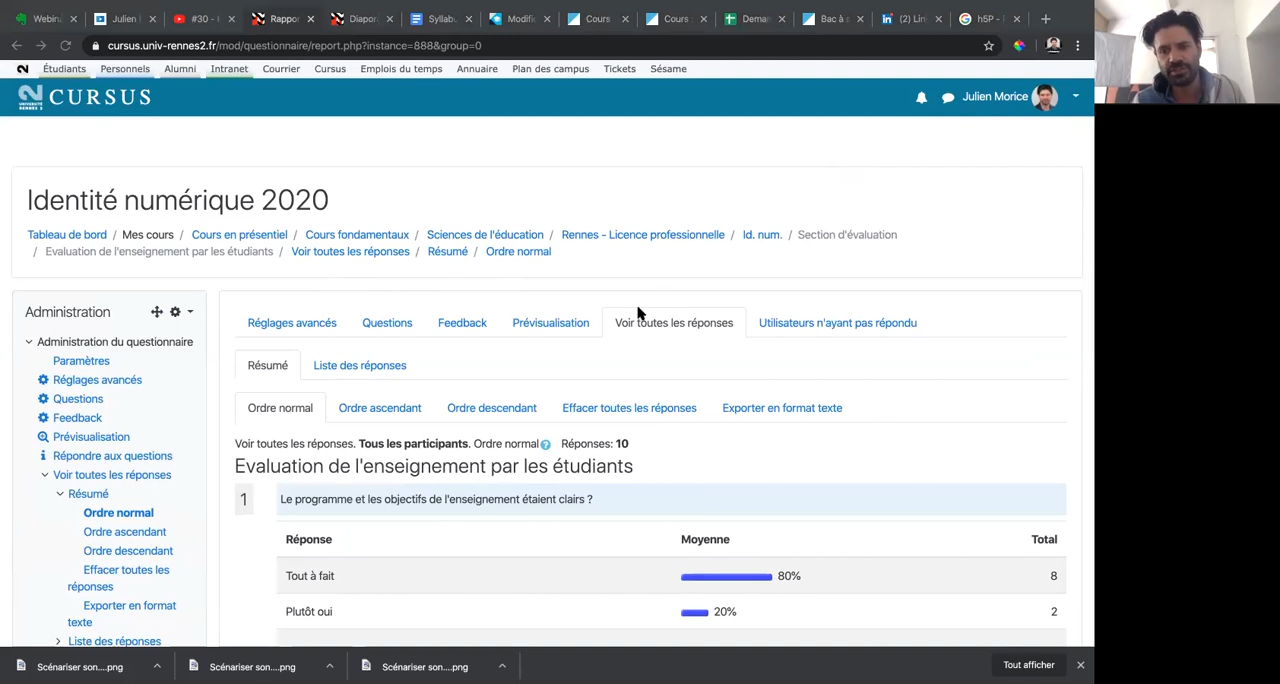 Webin
Julien
#30 -
Rappor
Diapor
Syllab
Modifi
Cours
Cours
Dema
Bac à s
(2) Lin
h5P -
cursus.univ-rennes2.fr/mod/questionnaire/report.php?instance=888&group=0
Étudiants Personnels Alumni Intranet Courrier Cursus Emplois du temps Annuaire Plan des campus Tickets Sésame
CURSUS
Julien Morice
Identité numérique 2020
Tableau de bord / Mes cours / Cours en présentiel / Cours fondamentaux / Sciences de l'éducation / Rennes - Licence professionnelle / Id. num. / Section d'évaluation
/ Evaluation de l'enseignement par les étudiants / Voir toutes les réponses / Résumé / Ordre normal
Administration
Administration du questionnaire
Paramètres
Réglages avancés
Questions
Feedback
Prévisualisation
Répondre aux questions
Voir toutes les réponses
Résumé
Ordre normal
Ordre ascendant
Ordre descendant
Effacer toutes les
réponses
Exporter en format
texte
Liste des réponses
Réglages avancés Questions Feedback Prévisualisation Voir toutes les réponses Utilisateurs n'ayant pas répondu
Résumé Liste des réponses
Ordre normal Ordre ascendant Ordre descendant Effacer toutes les réponses Exporter en format texte
Voir toutes les réponses. Tous les participants. Ordre normal Réponses: 10
Evaluation de l'enseignement par les étudiants
1 Le programme et les objectifs de l'enseignement étaient clairs ?
Réponse Moyenne Total
Tout à fait 80% 8
Plutôt oui 20% 2
Scénariser son....png
Scénariser son....png
Scénariser son....png
Tout afficher